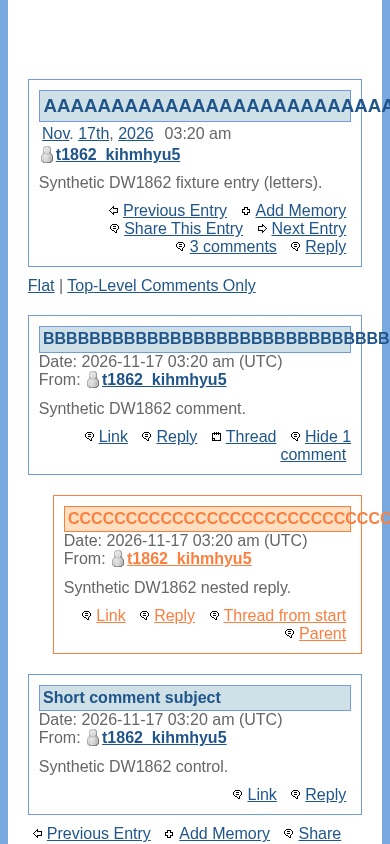 AAAAAAAAAAAAAAAAAAAAAAAAAA
Nov. 17th, 2026 03:20 am
t1862_kihmhyu5
Synthetic DW1862 fixture entry (letters).
Previous Entry Add Memory
Share This Entry Next Entry
3 comments Reply
Flat | Top-Level Comments Only
BBBBBBBBBBBBBBBBBBBBBBBBBBBBBB
Date: 2026-11-17 03:20 am (UTC)
From: t1862_kihmhyu5
Synthetic DW1862 comment.
Link Reply Thread Hide 1
comment
CCCCCCCCCCCCCCCCCCCCCCCCCCCC
Date: 2026-11-17 03:20 am (UTC)
From: t1862_kihmhyu5
Synthetic DW1862 nested reply.
Link Reply Thread from start
Parent
Short comment subject
Date: 2026-11-17 03:20 am (UTC)
From: t1862_kihmhyu5
Synthetic DW1862 control.
Link Reply
Previous Entry Add Memory Share